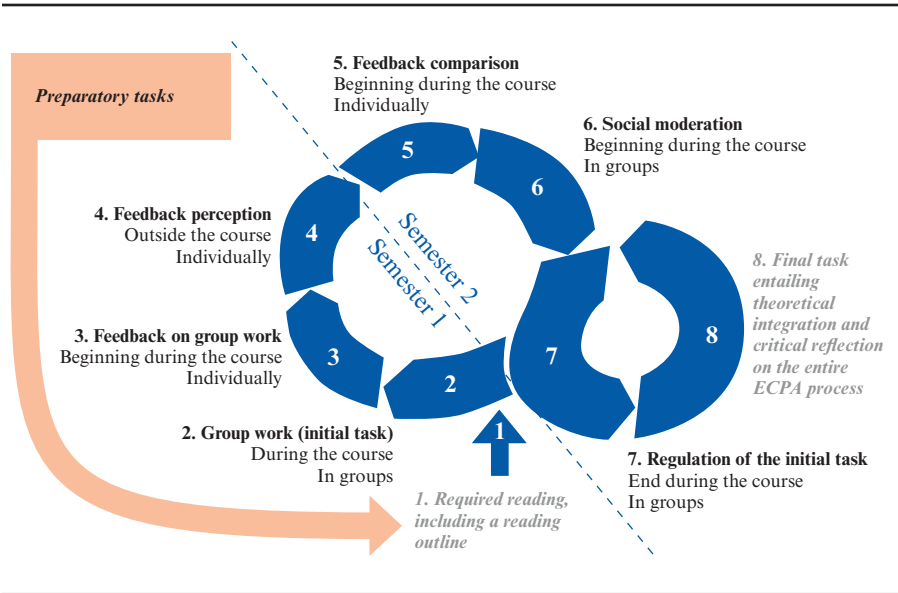 Preparatory tasks
5. Feedback comparison
Beginning during the course
Individually
6. Social moderation
Beginning during the course
In groups
4. Feedback perception
Outside the course
Individually
3. Feedback on group work
Beginning during the course
Individually
2. Group work (initial task)
During the course
In groups
1. Required reading,
including a reading
outline
7. Regulation of the initial task
End during the course
In groups
8. Final task
entailing
theoretical
integration and
critical reflection
on the entire
ECPA process
5
6
4
3
2
1
7
8
Semester 2
Semester 1